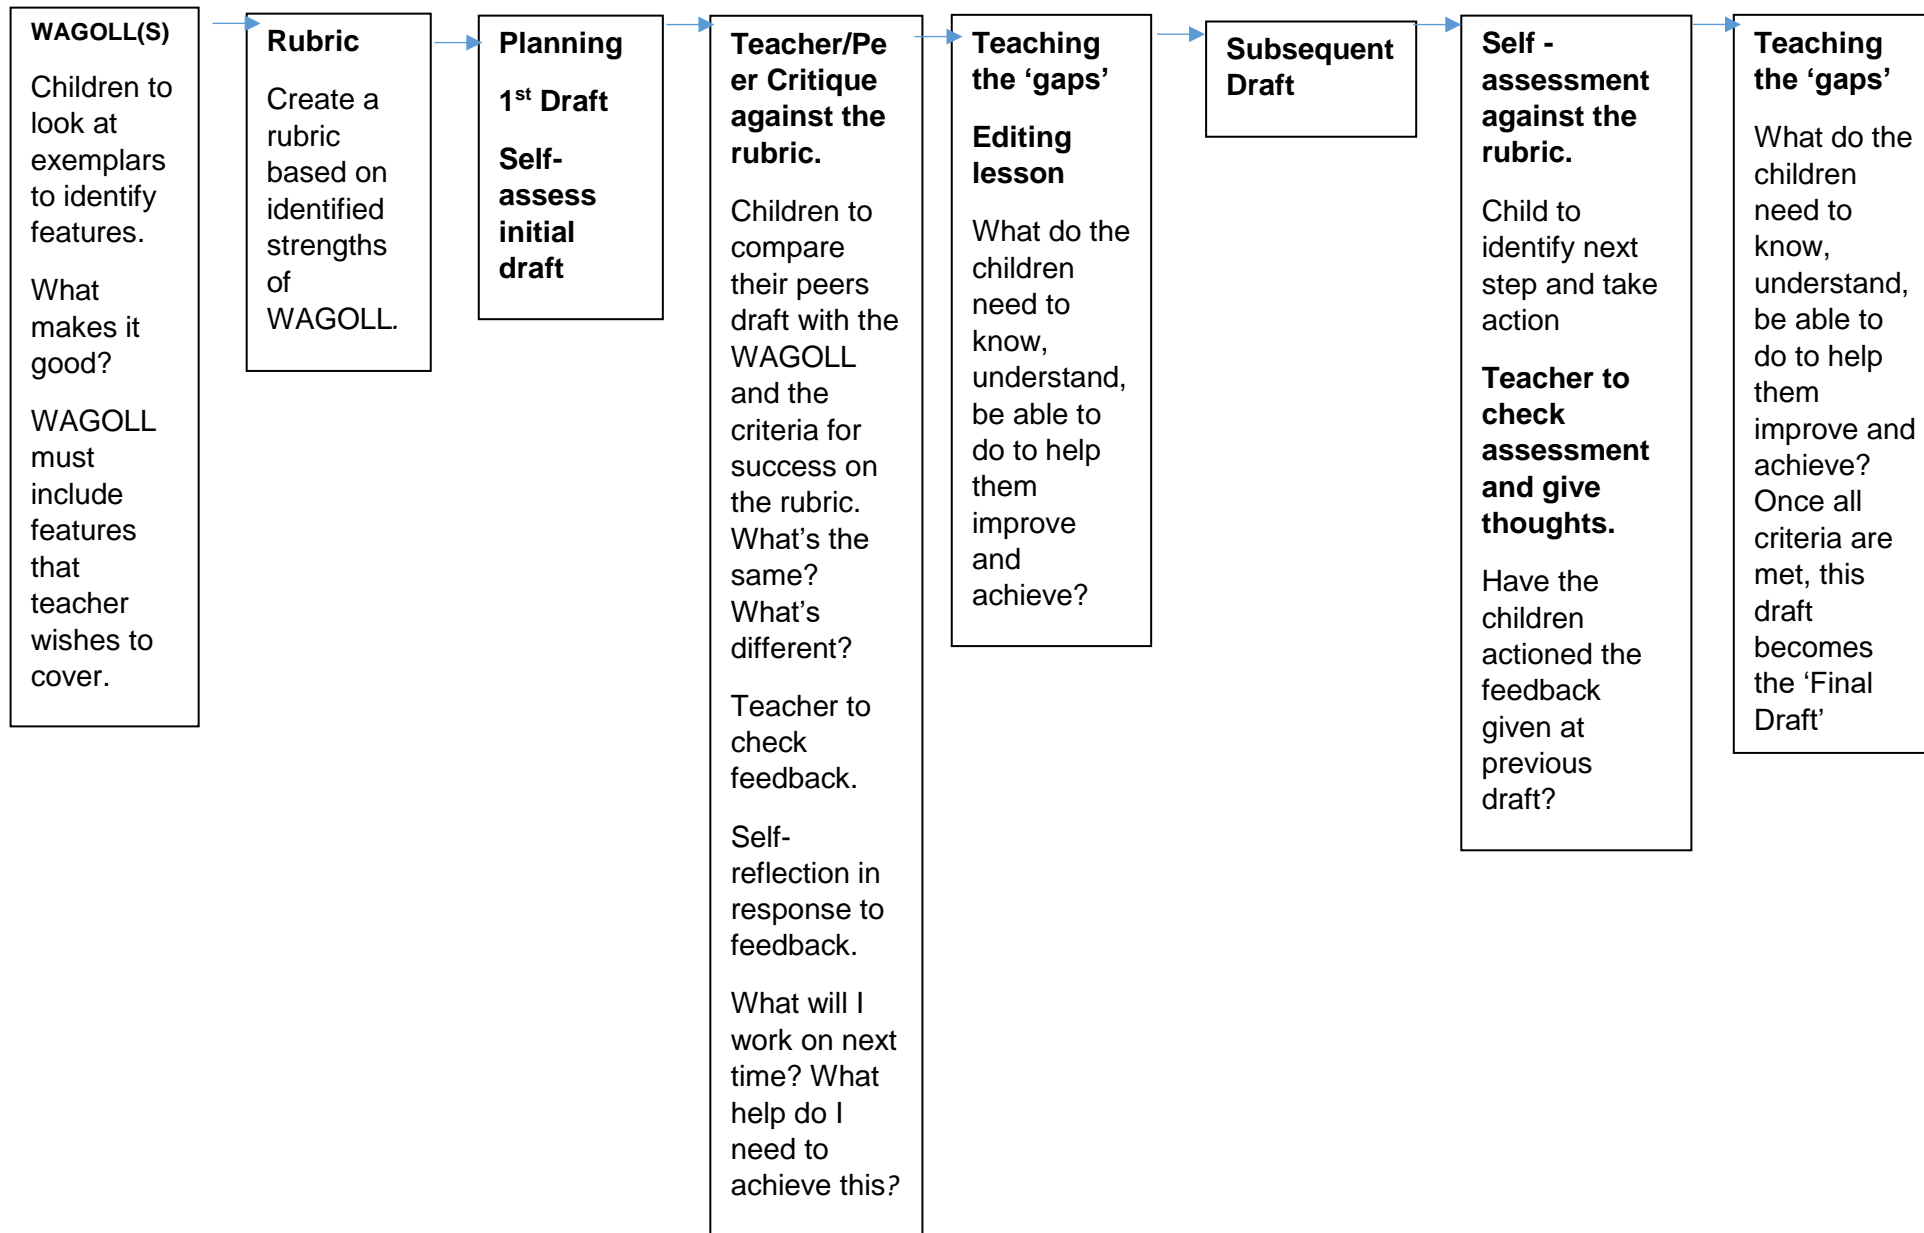 WAGOLL(S)
Children to
look at
exemplars
to identify
features.
What
makes it
good?
WAGOLL
must
include
features
that
teacher
wishes to
cover.
Rubric
Create a
rubric
based on
identified
strengths
of
WAGOLL.
Planning
1st Draft
Self-
assess
initial
draft
Teacher/Pe
er Critique
against the
rubric.
Children to
compare
their peers
draft with the
WAGOLL
and the
criteria for
success on
the rubric.
What’s the
same?
What’s
different?
Teacher to
check
feedback.
Self-
reflection in
response to
feedback.
What will I
work on next
time? What
help do I
need to
achieve this?
Teaching
the ‘gaps’
Editing
lesson
What do the
children
need to
know,
understand,
be able to
do to help
them
improve
and
achieve?
Subsequent
Draft
Self -
assessment
against the
rubric.
Child to
identify next
step and take
action
Teacher to
check
assessment
and give
thoughts.
Have the
children
actioned the
feedback
given at
previous
draft?
Teaching
the ‘gaps’
What do the
children
need to
know,
understand,
be able to
do to help
them
improve and
achieve?
Once all
criteria are
met, this
draft
becomes
the ‘Final
Draft’